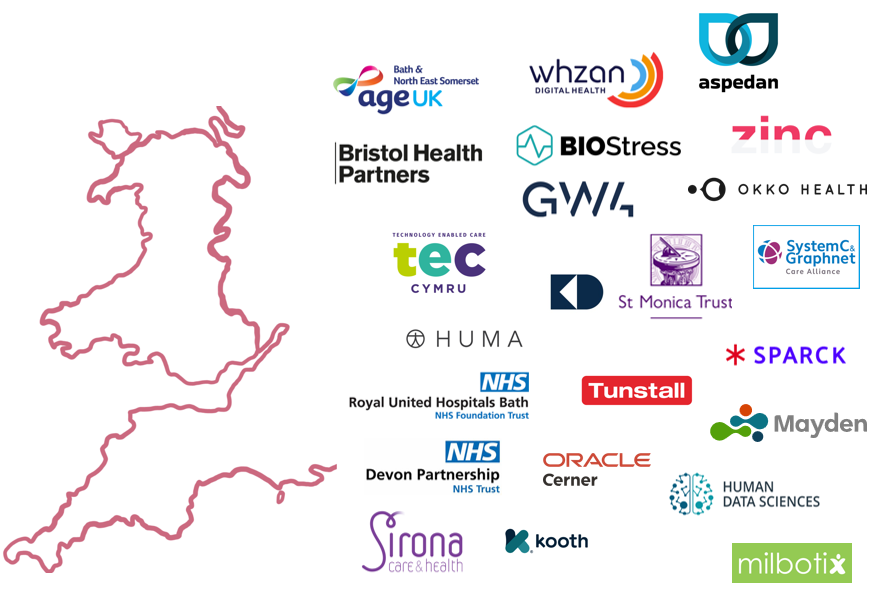 Bath &
North East Somerset
age UK
whzan
DIGITAL HEALTH
aspedan
Bristol Health
Partners
BIOStress
zinc
GW4
OKKO HEALTH
TECHNOLOGY ENABLED CARE
tec
CYMRU
KD
St Monica Trust
SystemC &
Graphnet
Care Alliance
HUMA
SPARCK
NHS
Royal United Hospitals Bath
NHS Foundation Trust
Tunstall
Mayden
NHS
Devon Partnership
NHS Trust
ORACLE
Cerner
HUMAN
DATA SCIENCES
Sirona
care & health
kooth
milbotix